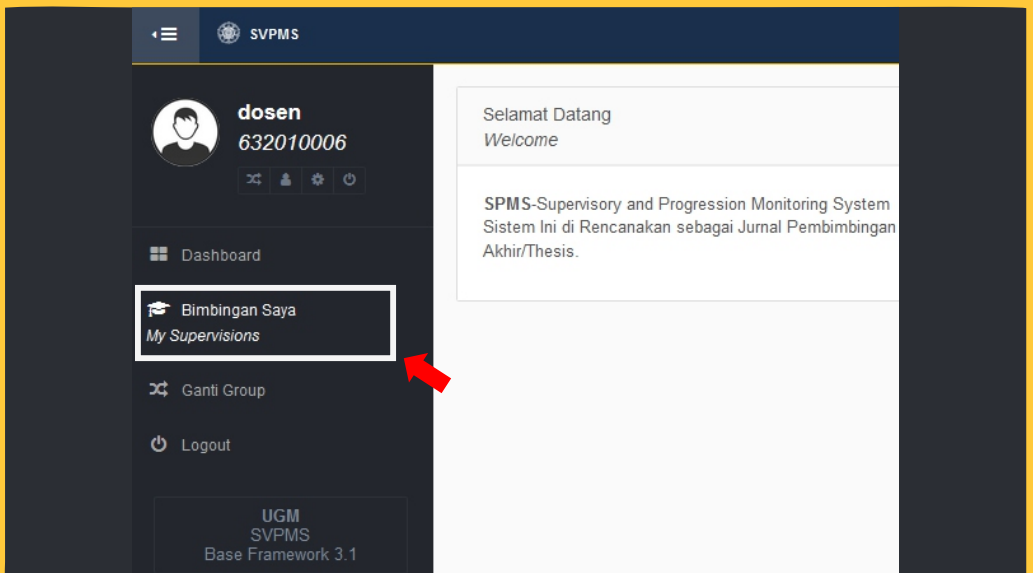 SVPMS
dosen
632010006
Dashboard
Bimbingan Saya
My Supervisions
Ganti Group
Logout
UGM
SVPMS
Base Framework 3.1
Selamat Datang
Welcome
SPMS-Supervisory and Progression Monitoring System
Sistem Ini di Rencanakan sebagai Jurnal Pembimbingan
Akhir/Thesis.